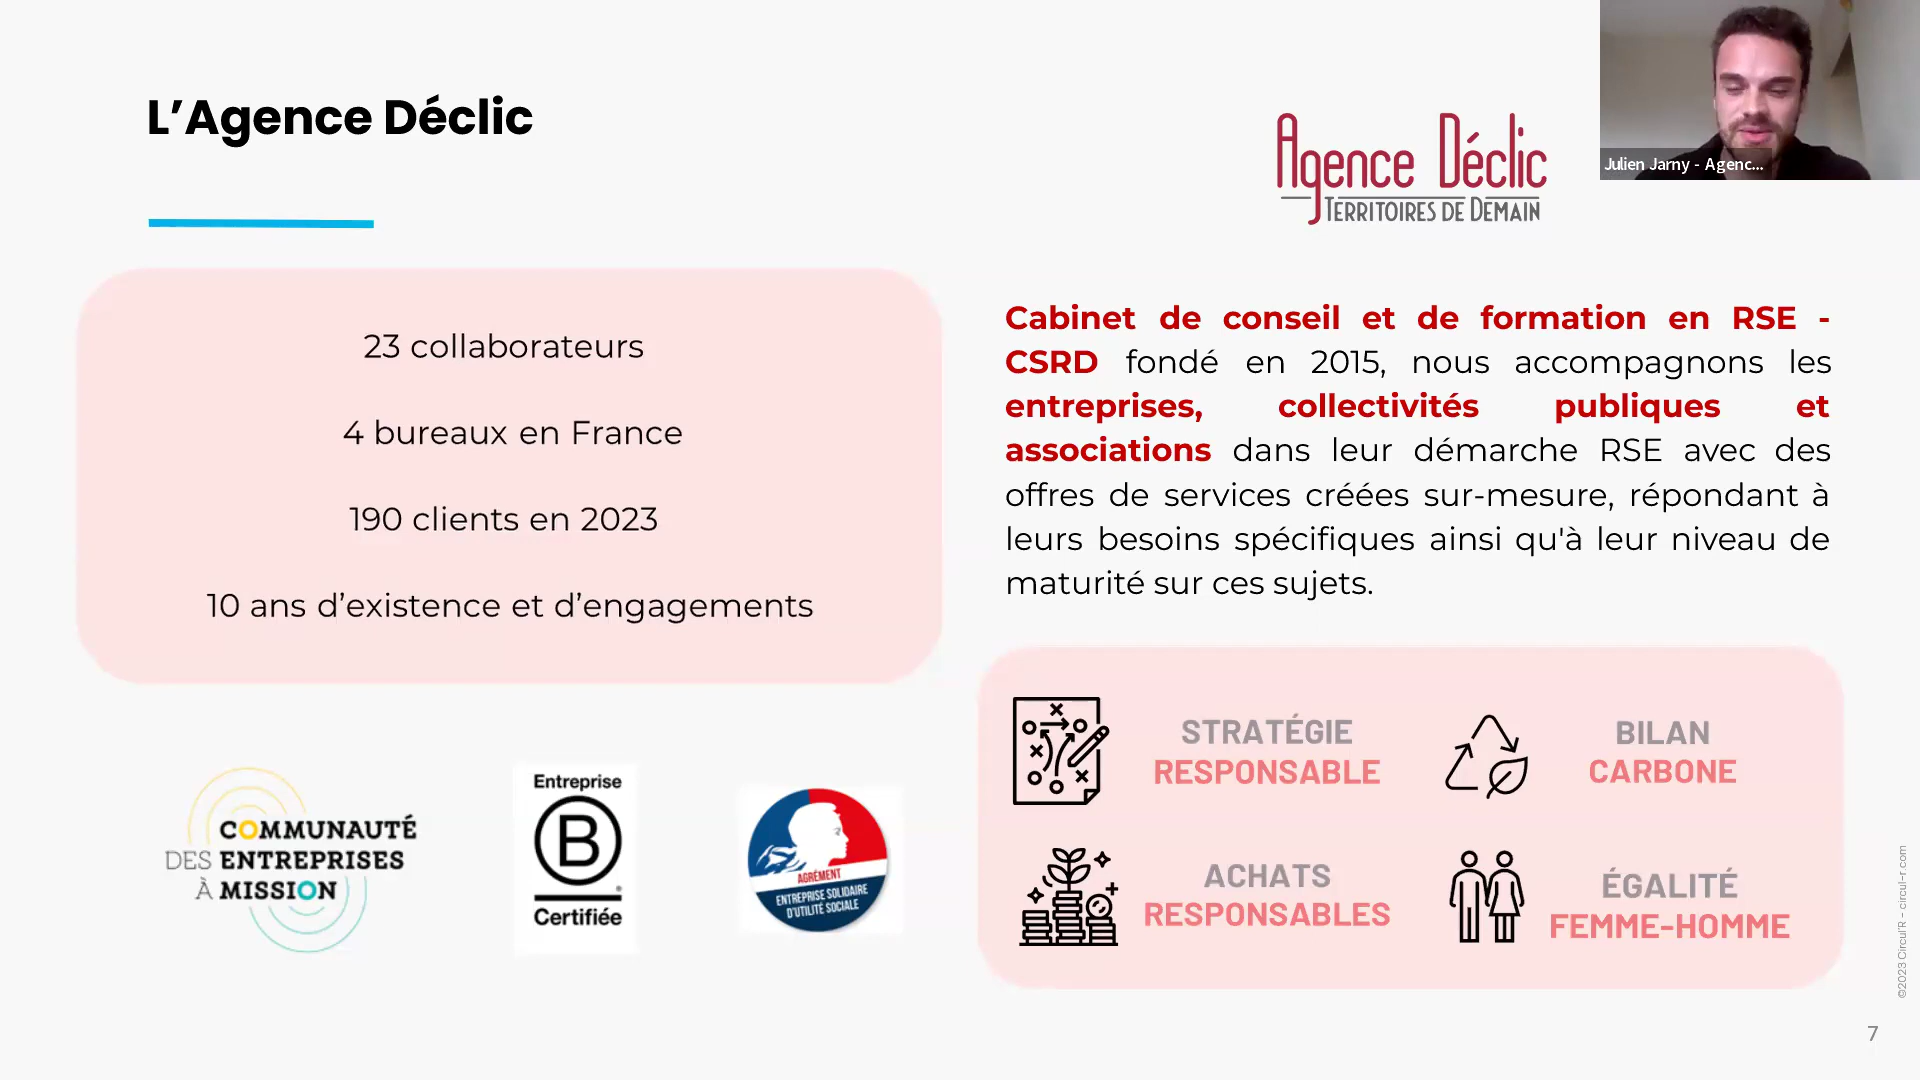 L’Agence Déclic
Agence Déclic
TERRITOIRES DE DEMAIN
Julien Jarny - Agenc...
23 collaborateurs
4 bureaux en France
190 clients en 2023
10 ans d’existence et d’engagements
Cabinet de conseil et de formation en RSE -
CSRD fondé en 2015, nous accompagnons les
entreprises, collectivités publiques et
associations dans leur démarche RSE avec des
offres de services créées sur-mesure, répondant à
leurs besoins spécifiques ainsi qu'à leur niveau de
maturité sur ces sujets.
COMMUNAUTÉ
DES ENTREPRISES
À MISSION
Entreprise
B
®
Certifiée
AGRÉMENT
ENTREPRISE SOLIDAIRE
D'UTILITÉ SOCIALE
STRATÉGIE
RESPONSABLE
BILAN
CARBONE
ACHATS
RESPONSABLES
ÉGALITÉ
FEMME-HOMME
©2023 Circul'R - circul-r.com
7